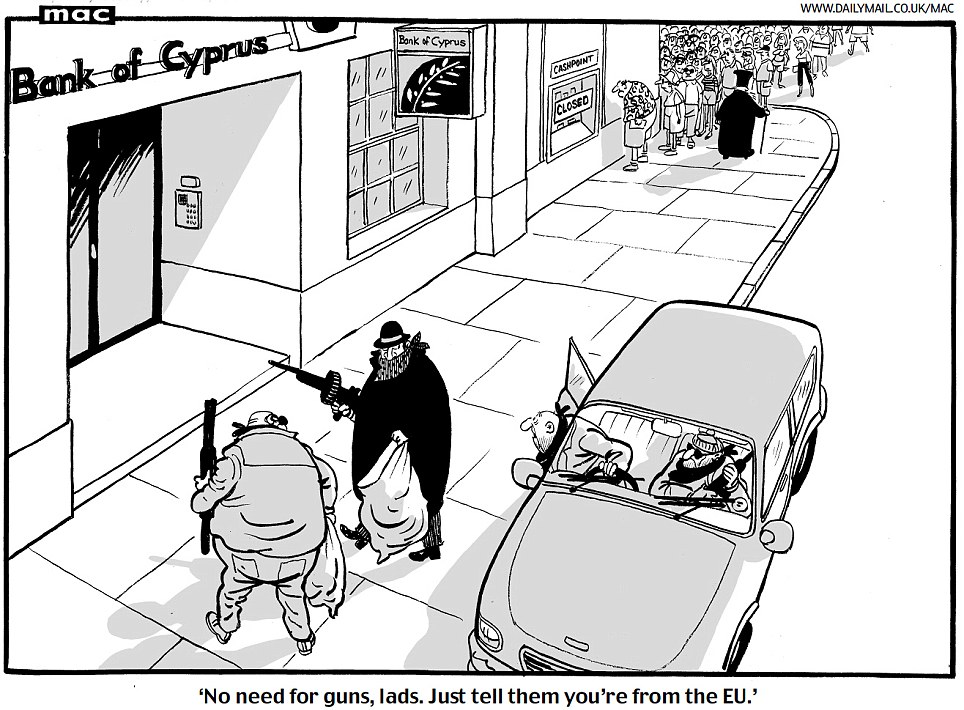 mac
WWW.DAILYMAIL.CO.UK/MAC
Bank of Cyprus
Bank of Cyprus
CASHPOINT
CLOSED
‘No need for guns, lads. Just tell them you’re from the EU.’